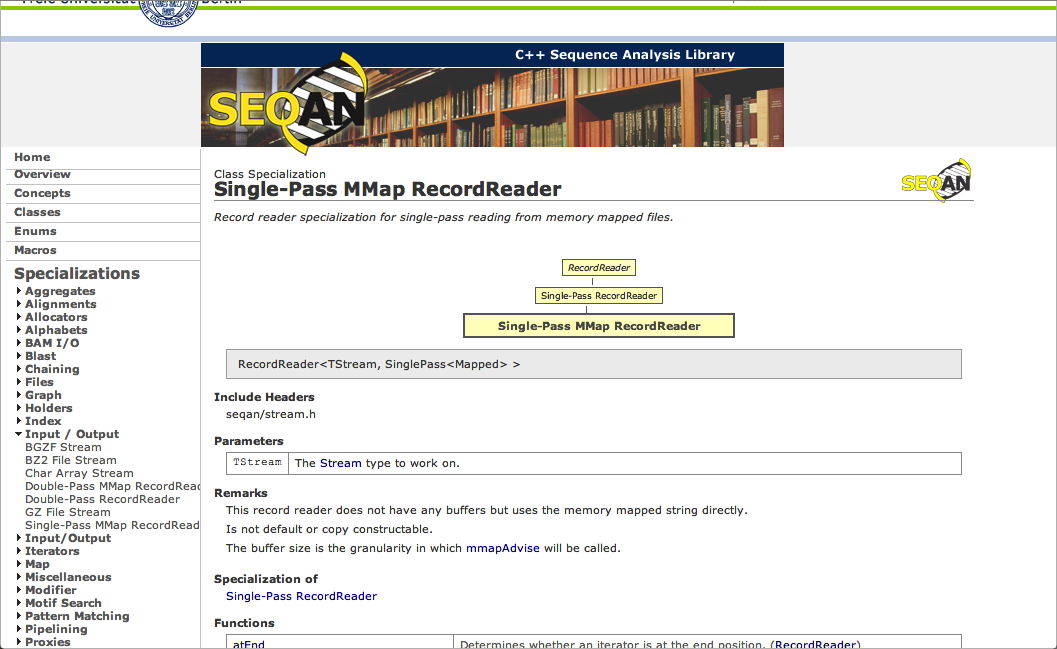 Freie Universität Berlin
C++ Sequence Analysis Library
SEQAN
Home
Overview
Concepts
Classes
Enums
Macros
Specializations
Aggregates
Alignments
Allocators
Alphabets
BAM I/O
Blast
Chaining
Files
Graph
Holders
Index
Input / Output
BGZF Stream
BZ2 File Stream
Char Array Stream
Double-Pass MMap RecordRead
Double-Pass RecordReader
GZ File Stream
Single-Pass MMap RecordRead
Input/Output
Iterators
Map
Miscellaneous
Modifier
Motif Search
Pattern Matching
Pipelining
Proxies
Class Specialization
Single-Pass MMap RecordReader
SEQAN
Record reader specialization for single-pass reading from memory mapped files.
RecordReader
Single-Pass RecordReader
Single-Pass MMap RecordReader
RecordReader<TStream, SinglePass<Mapped> >
Include Headers
seqan/stream.h
Parameters
TStream The Stream type to work on.
Remarks
This record reader does not have any buffers but uses the memory mapped string directly.
Is not default or copy constructable.
The buffer size is the granularity in which mmapAdvise will be called.
Specialization of
Single-Pass RecordReader
Functions
atEnd Determines whether an iterator is at the end position. (RecordReader)